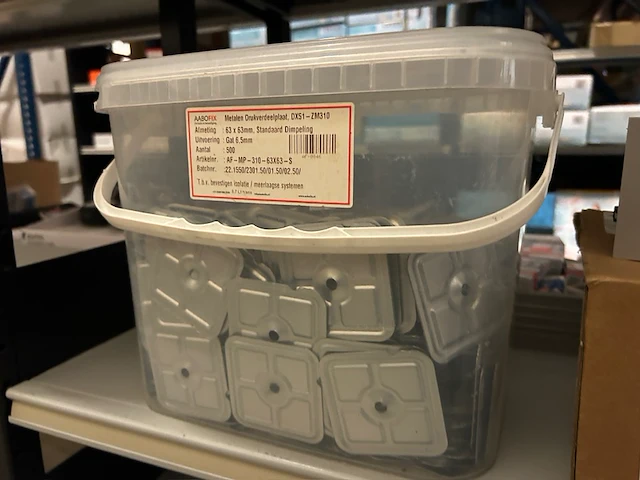 AABOFIX Metalen Drukverdeelplaat, DX51-ZM310
Afmeting : 63 x 63mm, Standaard Dimpeling
Uitvoering : Gat 6,5mm
Aantal : 500
Artikelnr. : AF-MP-310-63X63-S
Batchnr. : 22.1550/2301.50/01.50/02.50/
T.b.v. bevestigen isolatie / meerlaagse systemen